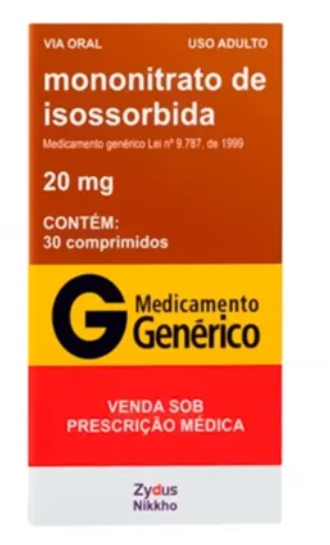 VIA ORAL USO ADULTO
mononitrato de
isossorbida
Medicamento genérico Lei nº 9.787, de 1999
20 mg
CONTÉM:
30 comprimidos
G Medicamento
Genérico
VENDA SOB
PRESCRIÇÃO MÉDICA
Zydus
Nikkho